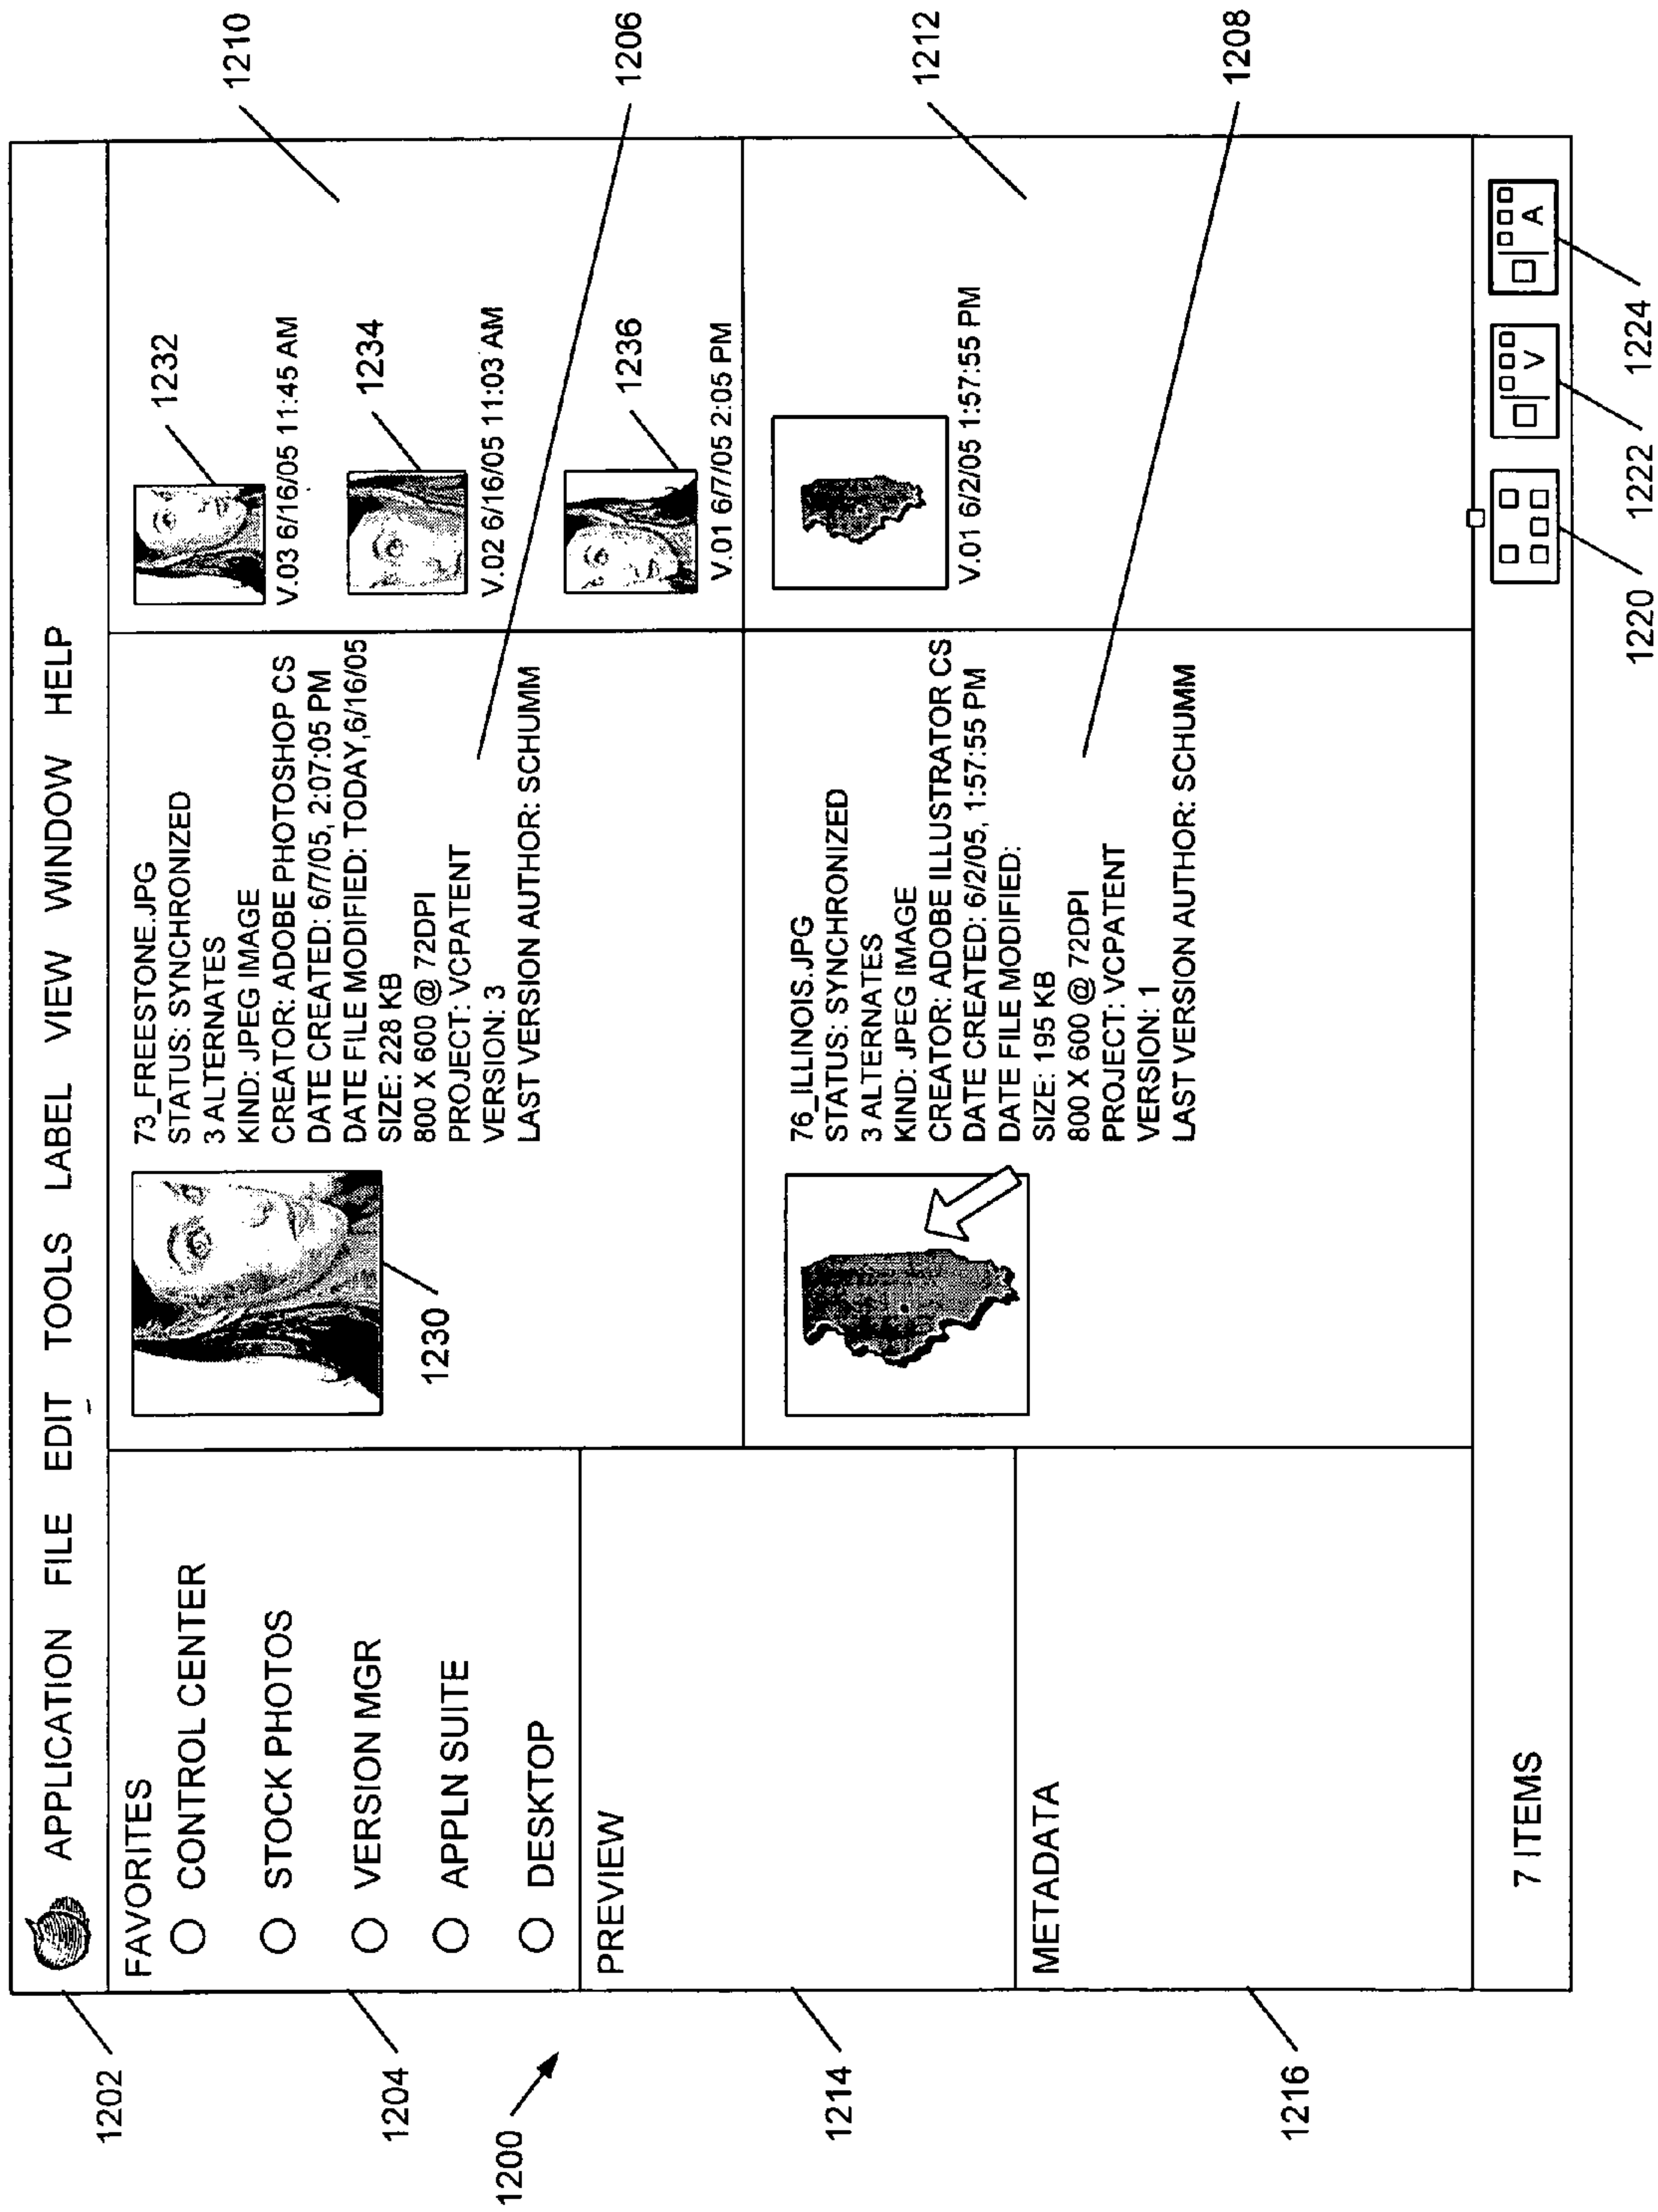 1202
APPLICATION FILE EDIT TOOLS LABEL VIEW WINDOW HELP
1204
FAVORITES
CONTROL CENTER
STOCK PHOTOS
VERSION MGR
APPLN SUITE
DESKTOP
1200
1214
PREVIEW
1216
METADATA
1230
73_FREESTONE.JPG
STATUS: SYNCHRONIZED
3 ALTERNATES
KIND: JPEG IMAGE
CREATOR: ADOBE PHOTOSHOP CS
DATE CREATED: 6/7/05, 2:07:05 PM
DATE FILE MODIFIED: TODAY,6/16/05
SIZE: 228 KB
800 X 600 @ 72DPI
PROJECT: VCPATENT
VERSION: 3
LAST VERSION AUTHOR: SCHUMM
1210
1232
V.03 6/16/05 11:45 AM
1234
V.02 6/16/05 11:03 AM
1206
1236
V.01 6/7/05 2:05 PM
76_ILLINOIS.JPG
STATUS: SYNCHRONIZED
3 ALTERNATES
KIND: JPEG IMAGE
CREATOR: ADOBE ILLUSTRATOR CS
DATE CREATED: 6/2/05, 1:57:55 PM
DATE FILE MODIFIED:
SIZE: 195 KB
800 X 600 @ 72DPI
PROJECT: VCPATENT
VERSION: 1
LAST VERSION AUTHOR: SCHUMM
1212
V.01 6/2/05 1:57:55 PM
1208
7 ITEMS
V
A
1220
1222
1224